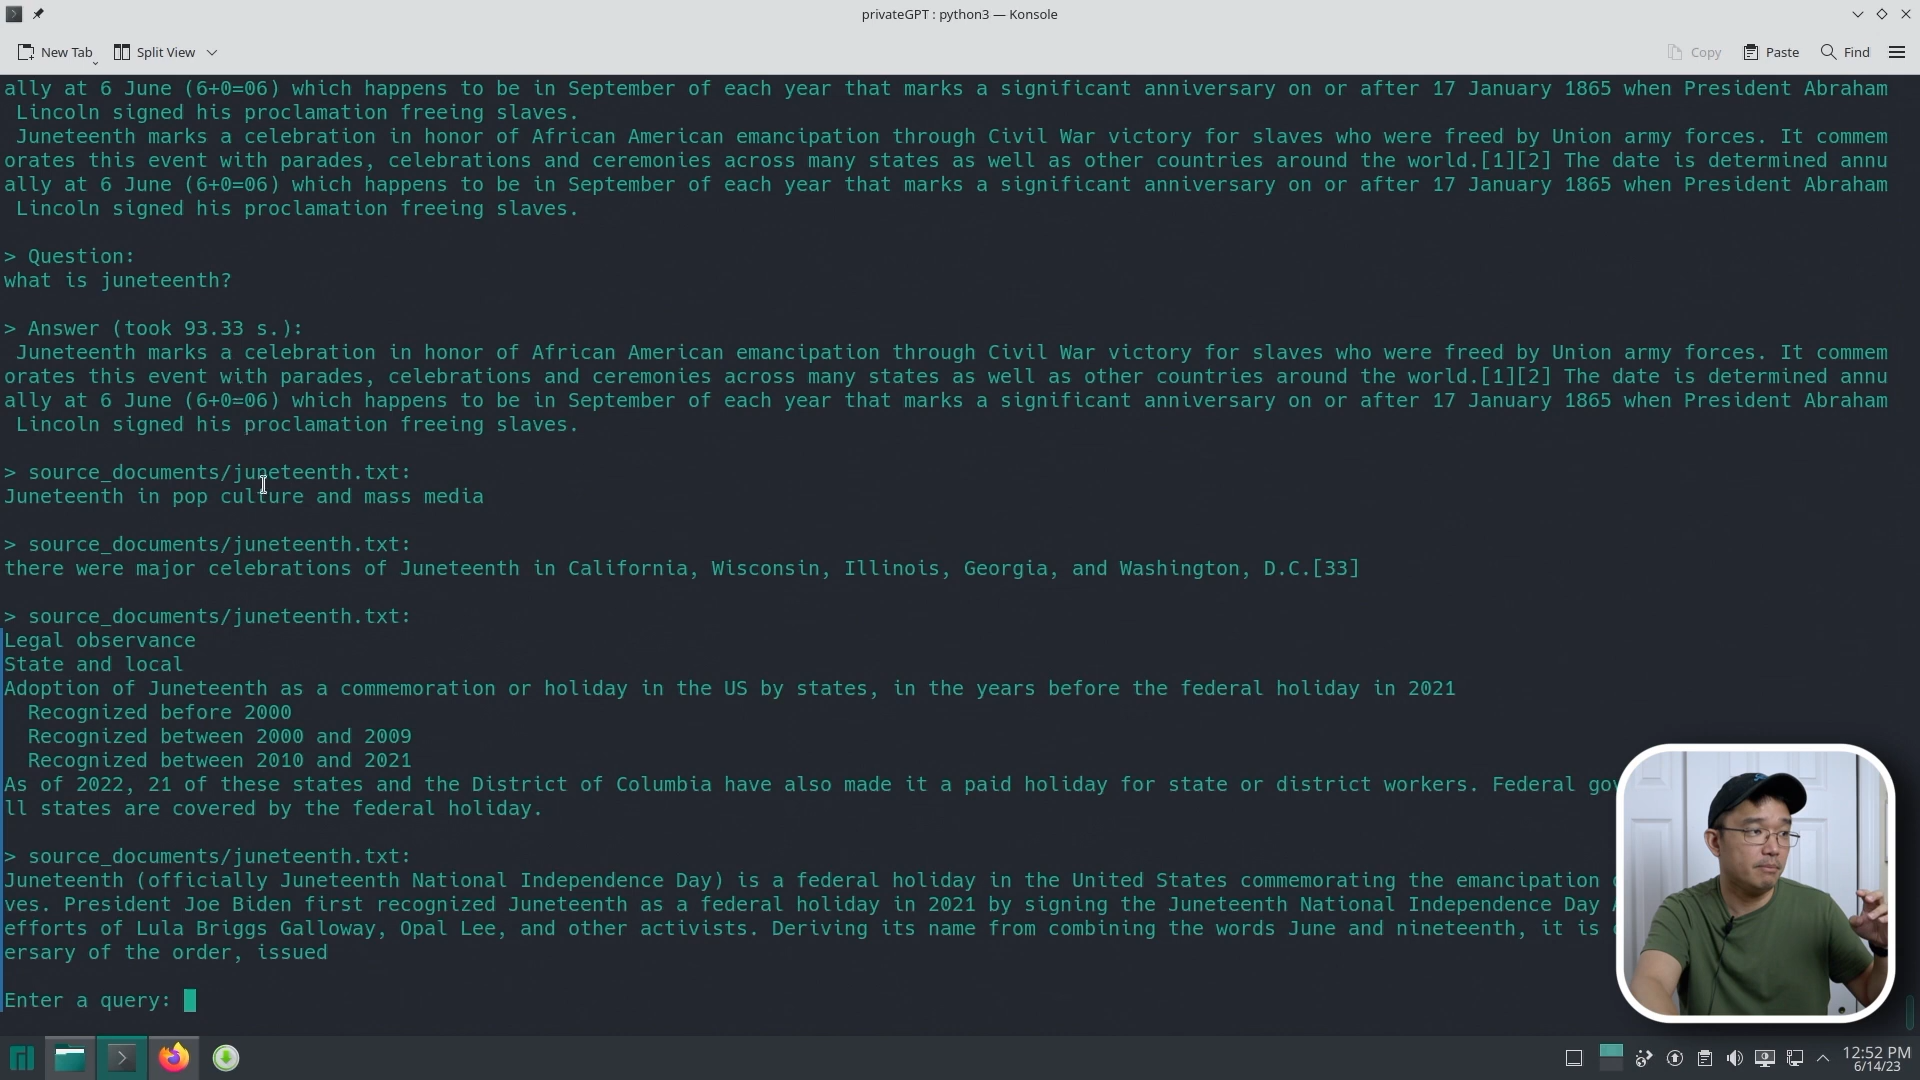 privateGPT : python3 — Konsole
New Tab
Split View
Copy
Paste
Find
ally at 6 June (6+0=06) which happens to be in September of each year that marks a significant anniversary on or after 17 January 1865 when President Abraham
Lincoln signed his proclamation freeing slaves.
Juneteenth marks a celebration in honor of African American emancipation through Civil War victory for slaves who were freed by Union army forces. It commem
orates this event with parades, celebrations and ceremonies across many states as well as other countries around the world.[1][2] The date is determined annu
ally at 6 June (6+0=06) which happens to be in September of each year that marks a significant anniversary on or after 17 January 1865 when President Abraham
Lincoln signed his proclamation freeing slaves.
> Question:
what is juneteenth?
> Answer (took 93.33 s.):
Juneteenth marks a celebration in honor of African American emancipation through Civil War victory for slaves who were freed by Union army forces. It commem
orates this event with parades, celebrations and ceremonies across many states as well as other countries around the world.[1][2] The date is determined annu
ally at 6 June (6+0=06) which happens to be in September of each year that marks a significant anniversary on or after 17 January 1865 when President Abraham
Lincoln signed his proclamation freeing slaves.
> source_documents/juneteenth.txt:
Juneteenth in pop culture and mass media
> source_documents/juneteenth.txt:
there were major celebrations of Juneteenth in California, Wisconsin, Illinois, Georgia, and Washington, D.C.[33]
> source_documents/juneteenth.txt:
Legal observance
State and local
Adoption of Juneteenth as a commemoration or holiday in the US by states, in the years before the federal holiday in 2021
Recognized before 2000
Recognized between 2000 and 2009
Recognized between 2010 and 2021
As of 2022, 21 of these states and the District of Columbia have also made it a paid holiday for state or district workers. Federal gov
ll states are covered by the federal holiday.
> source_documents/juneteenth.txt:
Juneteenth (officially Juneteenth National Independence Day) is a federal holiday in the United States commemorating the emancipation
ves. President Joe Biden first recognized Juneteenth as a federal holiday in 2021 by signing the Juneteenth National Independence Day
efforts of Lula Briggs Galloway, Opal Lee, and other activists. Deriving its name from combining the words June and nineteenth, it is
ersary of the order, issued
Enter a query:
12:52 PM
6/14/23